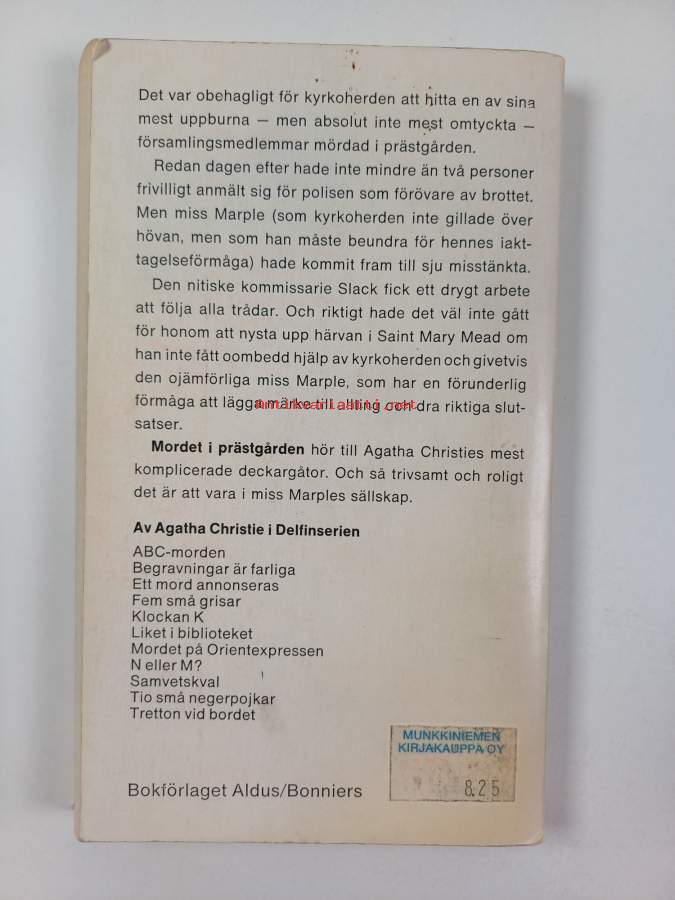 Det var obehagligt för kyrkoherden att hitta en av sina
mest uppburna – men absolut inte mest omtyckta –
församlingsmedlemmar mördad i prästgården.
Redan dagen efter hade inte mindre än två personer
frivilligt anmält sig för polisen som förövare av brottet.
Men miss Marple (som kyrkoherden inte gillade över
hövan, men som han måste beundra för hennes iakt-
tagelseförmåga) hade kommit fram till sju misstänkta.
Den nitiske kommissarie Slack fick ett drygt arbete
att följa alla trådar. Och riktigt hade det väl inte gått
för honom att nysta upp härvan i Saint Mary Mead om
han inte fått oombedd hjälp av kyrkoherden och givetvis
den ojämförliga miss Marple, som har en förunderlig
förmåga att lägga märke till allting och dra riktiga slut-
antikvariaatti.net
satser.
Mordet i prästgården hör till Agatha Christies mest
komplicerade deckargåtor. Och så trivsamt och roligt
det är att vara i miss Marples sällskap.
Av Agatha Christie i Delfinserien
ABC-morden
Begravningar är farliga
Ett mord annonseras
Fem små grisar
Klockan K
Liket i biblioteket
Mordet på Orientexpressen
N eller M?
Samvetskval
Tio små negerpojkar
Tretton vid bordet
MUNKKINIEMEN
KIRJAKAUPPA OY
8.25
Bokförlaget Aldus/Bonniers